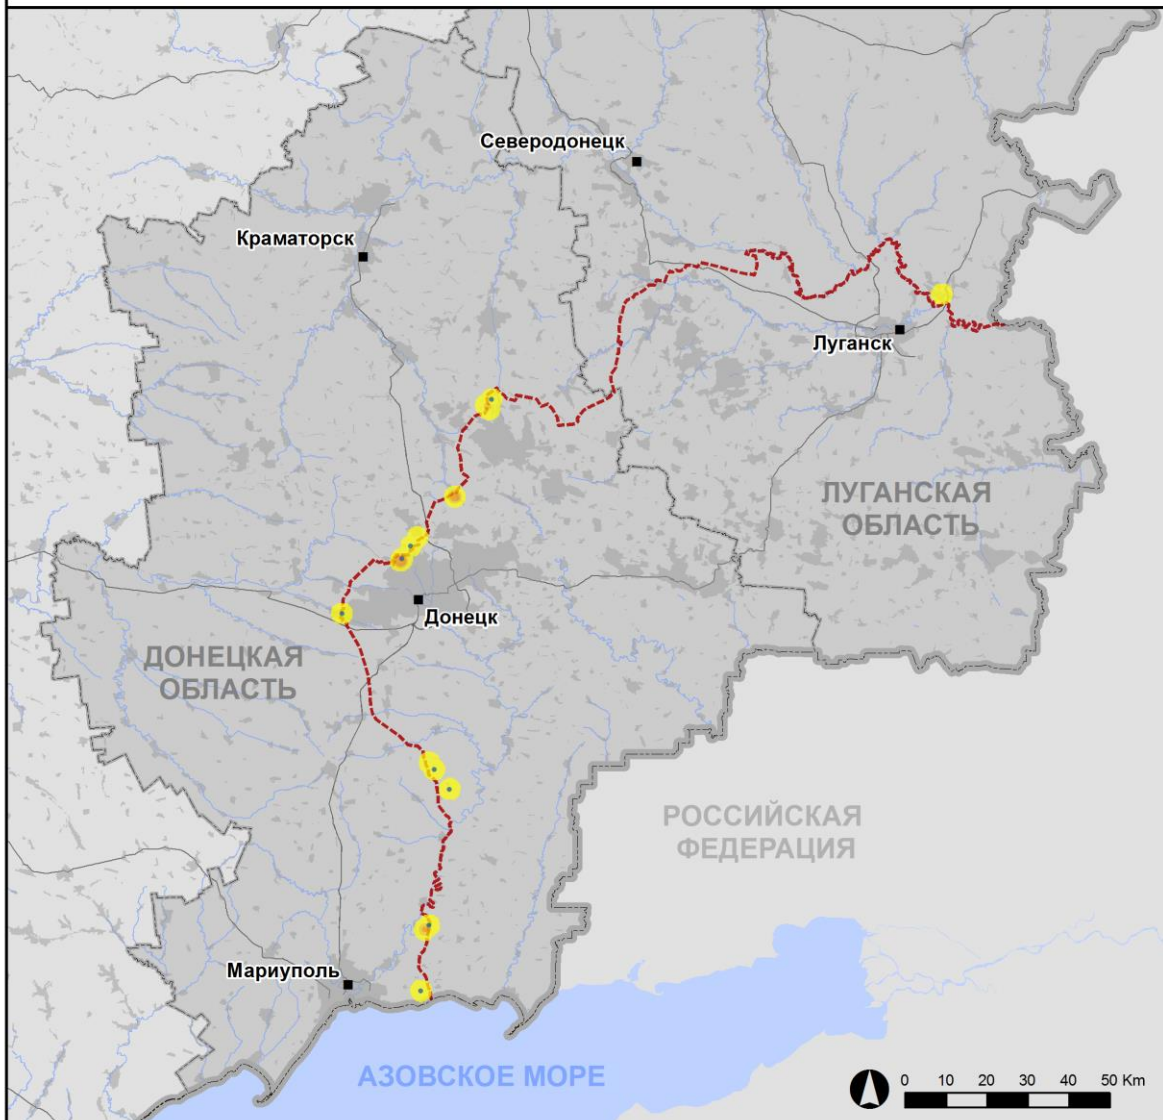 Северодонецк
Краматорск
Луганск
ЛУГАНСКАЯ
ОБЛАСТЬ
Донецк
ДОНЕЦКАЯ
ОБЛАСТЬ
РОССИЙСКАЯ
ФЕДЕРАЦИЯ
Мариуполь
АЗОВСКОЕ МОРЕ
0 10 20 30 40 50 Km